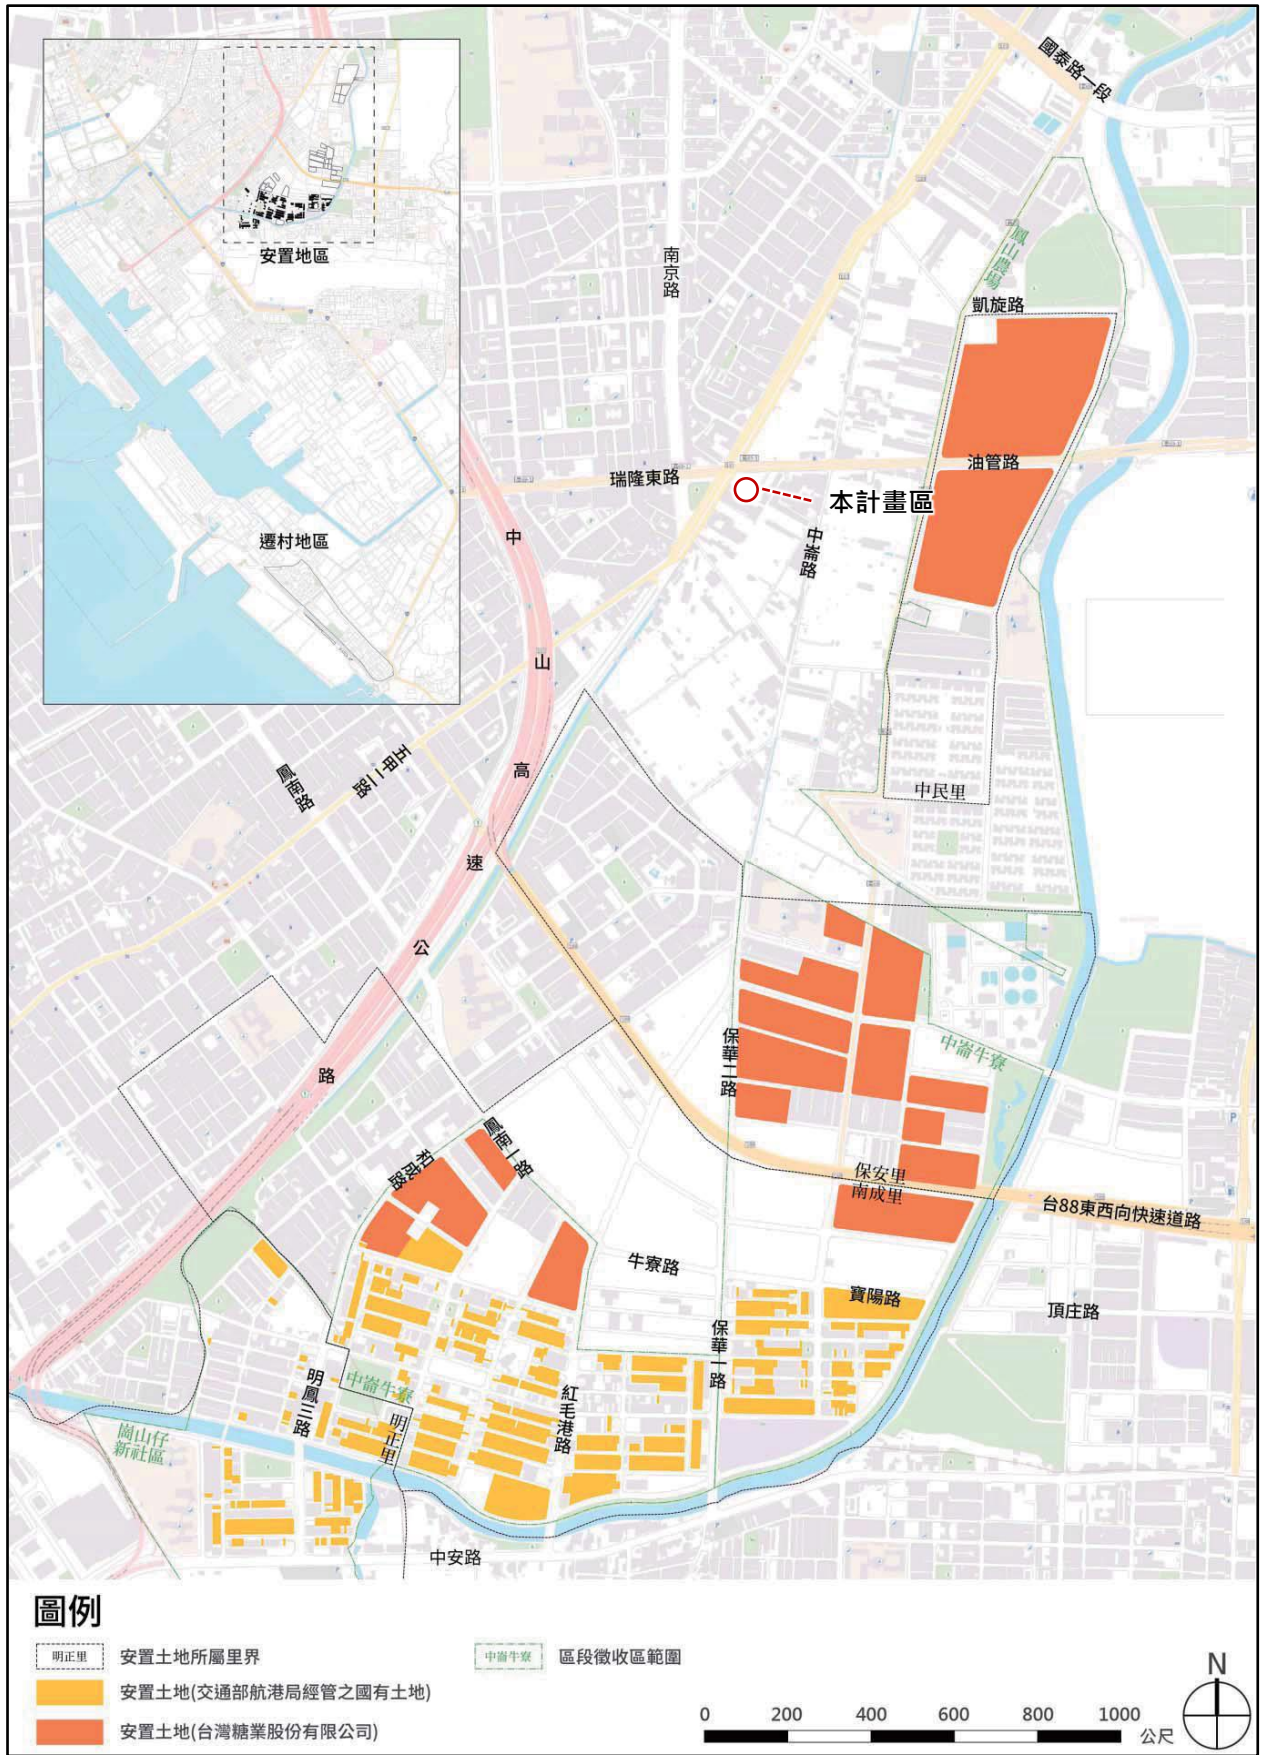 國泰路一段
安置地區
南京路
鳳山農場
凱旋路
油管路
瑞隆東路
本計畫區
中崙路
遷村地區
中
山
高
速
公
路
鳳南路
五甲二路
中民里
保華二路
中崙牛寮
鳳南一路
和成路
保安里
南成里
台88東西向快速道路
牛寮路
寶陽路
頂庄路
保華一路
明鳳三路
中崙牛寮
紅毛港路
明正里
崗山仔
新社區
中安路
P
圖例
明正里 安置土地所屬里界
中崙牛寮 區段徵收區範圍
安置土地(交通部航港局經管之國有土地)
安置土地(台灣糖業股份有限公司)
0 200 400 600 800 1000 公尺
N